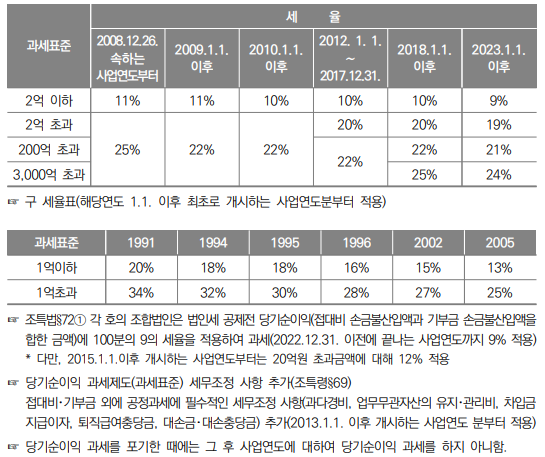 과세표준 세 율
2008.12.26. 속하는 사업연도부터 2009.1.1. 이후 2010.1.1. 이후 2012. 1. 1. ~ 2017.12.31. 2018.1.1. 이후 2023.1.1. 이후
2억 이하 11% 11% 10% 10% 10% 9%
2억 초과 25% 22% 22% 20% 20% 19%
200억 초과 22% 22% 21%
3,000억 초과 25% 24%
☞ 구 세율표(해당연도 1.1. 이후 최초로 개시하는 사업연도분부터 적용)
과세표준 1991 1994 1995 1996 2002 2005
1억이하 20% 18% 18% 16% 15% 13%
1억초과 34% 32% 30% 28% 27% 25%
☞ 조특법§72① 각 호의 조합법인은 법인세 공제전 당기순이익(접대비 손금불산입액과 기부금 손금불산입액을
합한 금액)에 100분의 9의 세율을 적용하여 과세(2022.12.31. 이전에 끝나는 사업연도까지 9% 적용)
* 다만, 2015.1.1.이후 개시하는 사업연도부터는 20억원 초과금액에 대해 12% 적용
☞ 당기순이익 과세제도(과세표준) 세무조정 사항 추가(조특령§69)
접대비·기부금 외에 공정과세에 필수적인 세무조정 사항(과다경비, 업무무관자산의 유지·관리비, 차입금
지급이자, 퇴직급여충당금, 대손금·대손충당금) 추가(2013.1.1. 이후 개시하는 사업연도 분부터 적용)
☞ 당기순이익 과세를 포기한 때에는 그 후 사업연도에 대하여 당기순이익 과세를 하지 아니함.